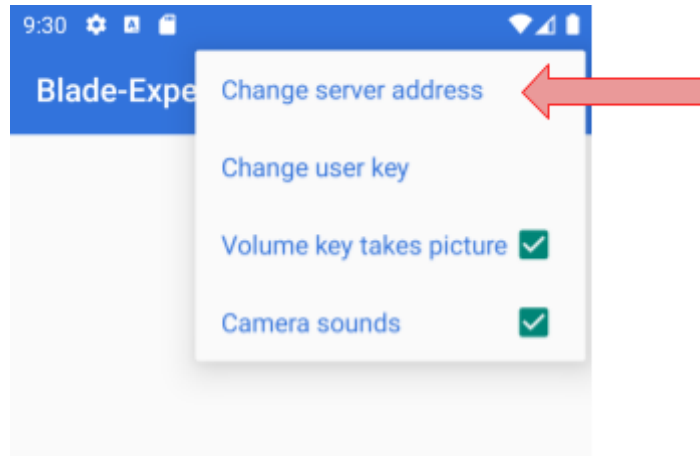 9:30
Blade-Expe
Change server address
Change user key
Volume key takes picture
Camera sounds